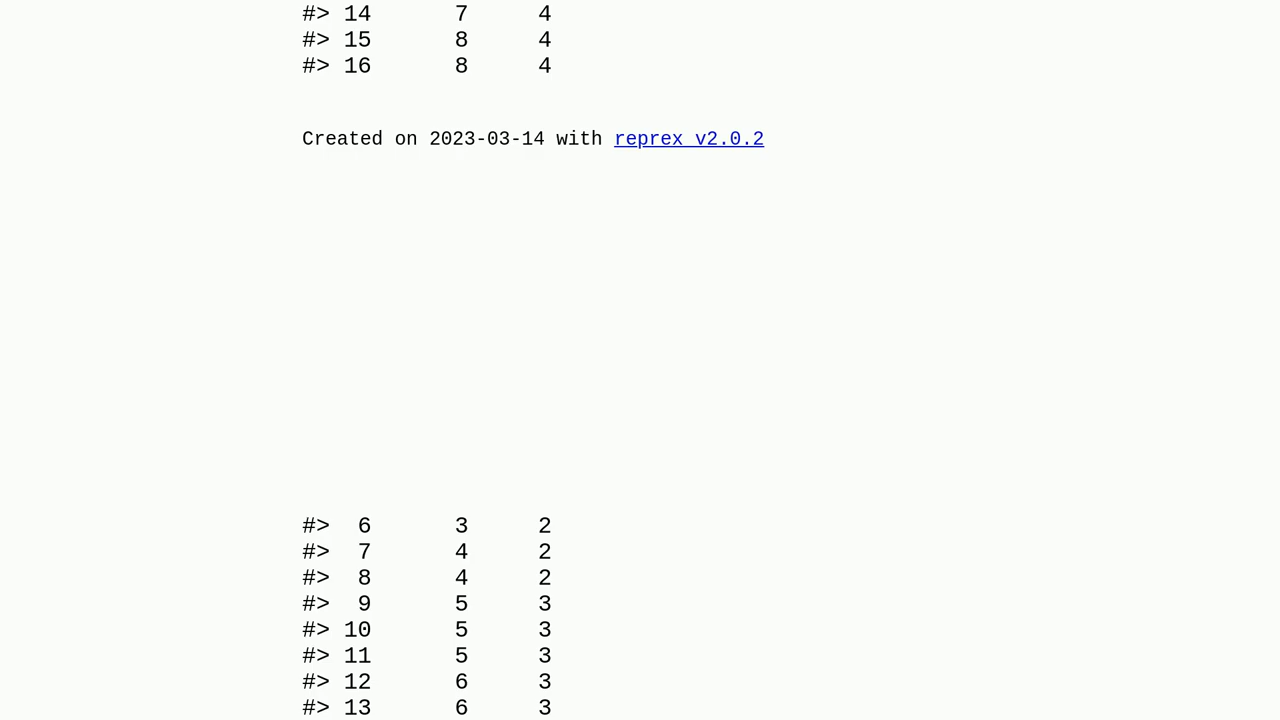 #> 14      7     4
#> 15      8     4
#> 16      8     4
Created on 2023-03-14 with reprex v2.0.2
#>  6      3     2
#>  7      4     2
#>  8      4     2
#>  9      5     3
#> 10      5     3
#> 11      5     3
#> 12      6     3
#> 13      6     3